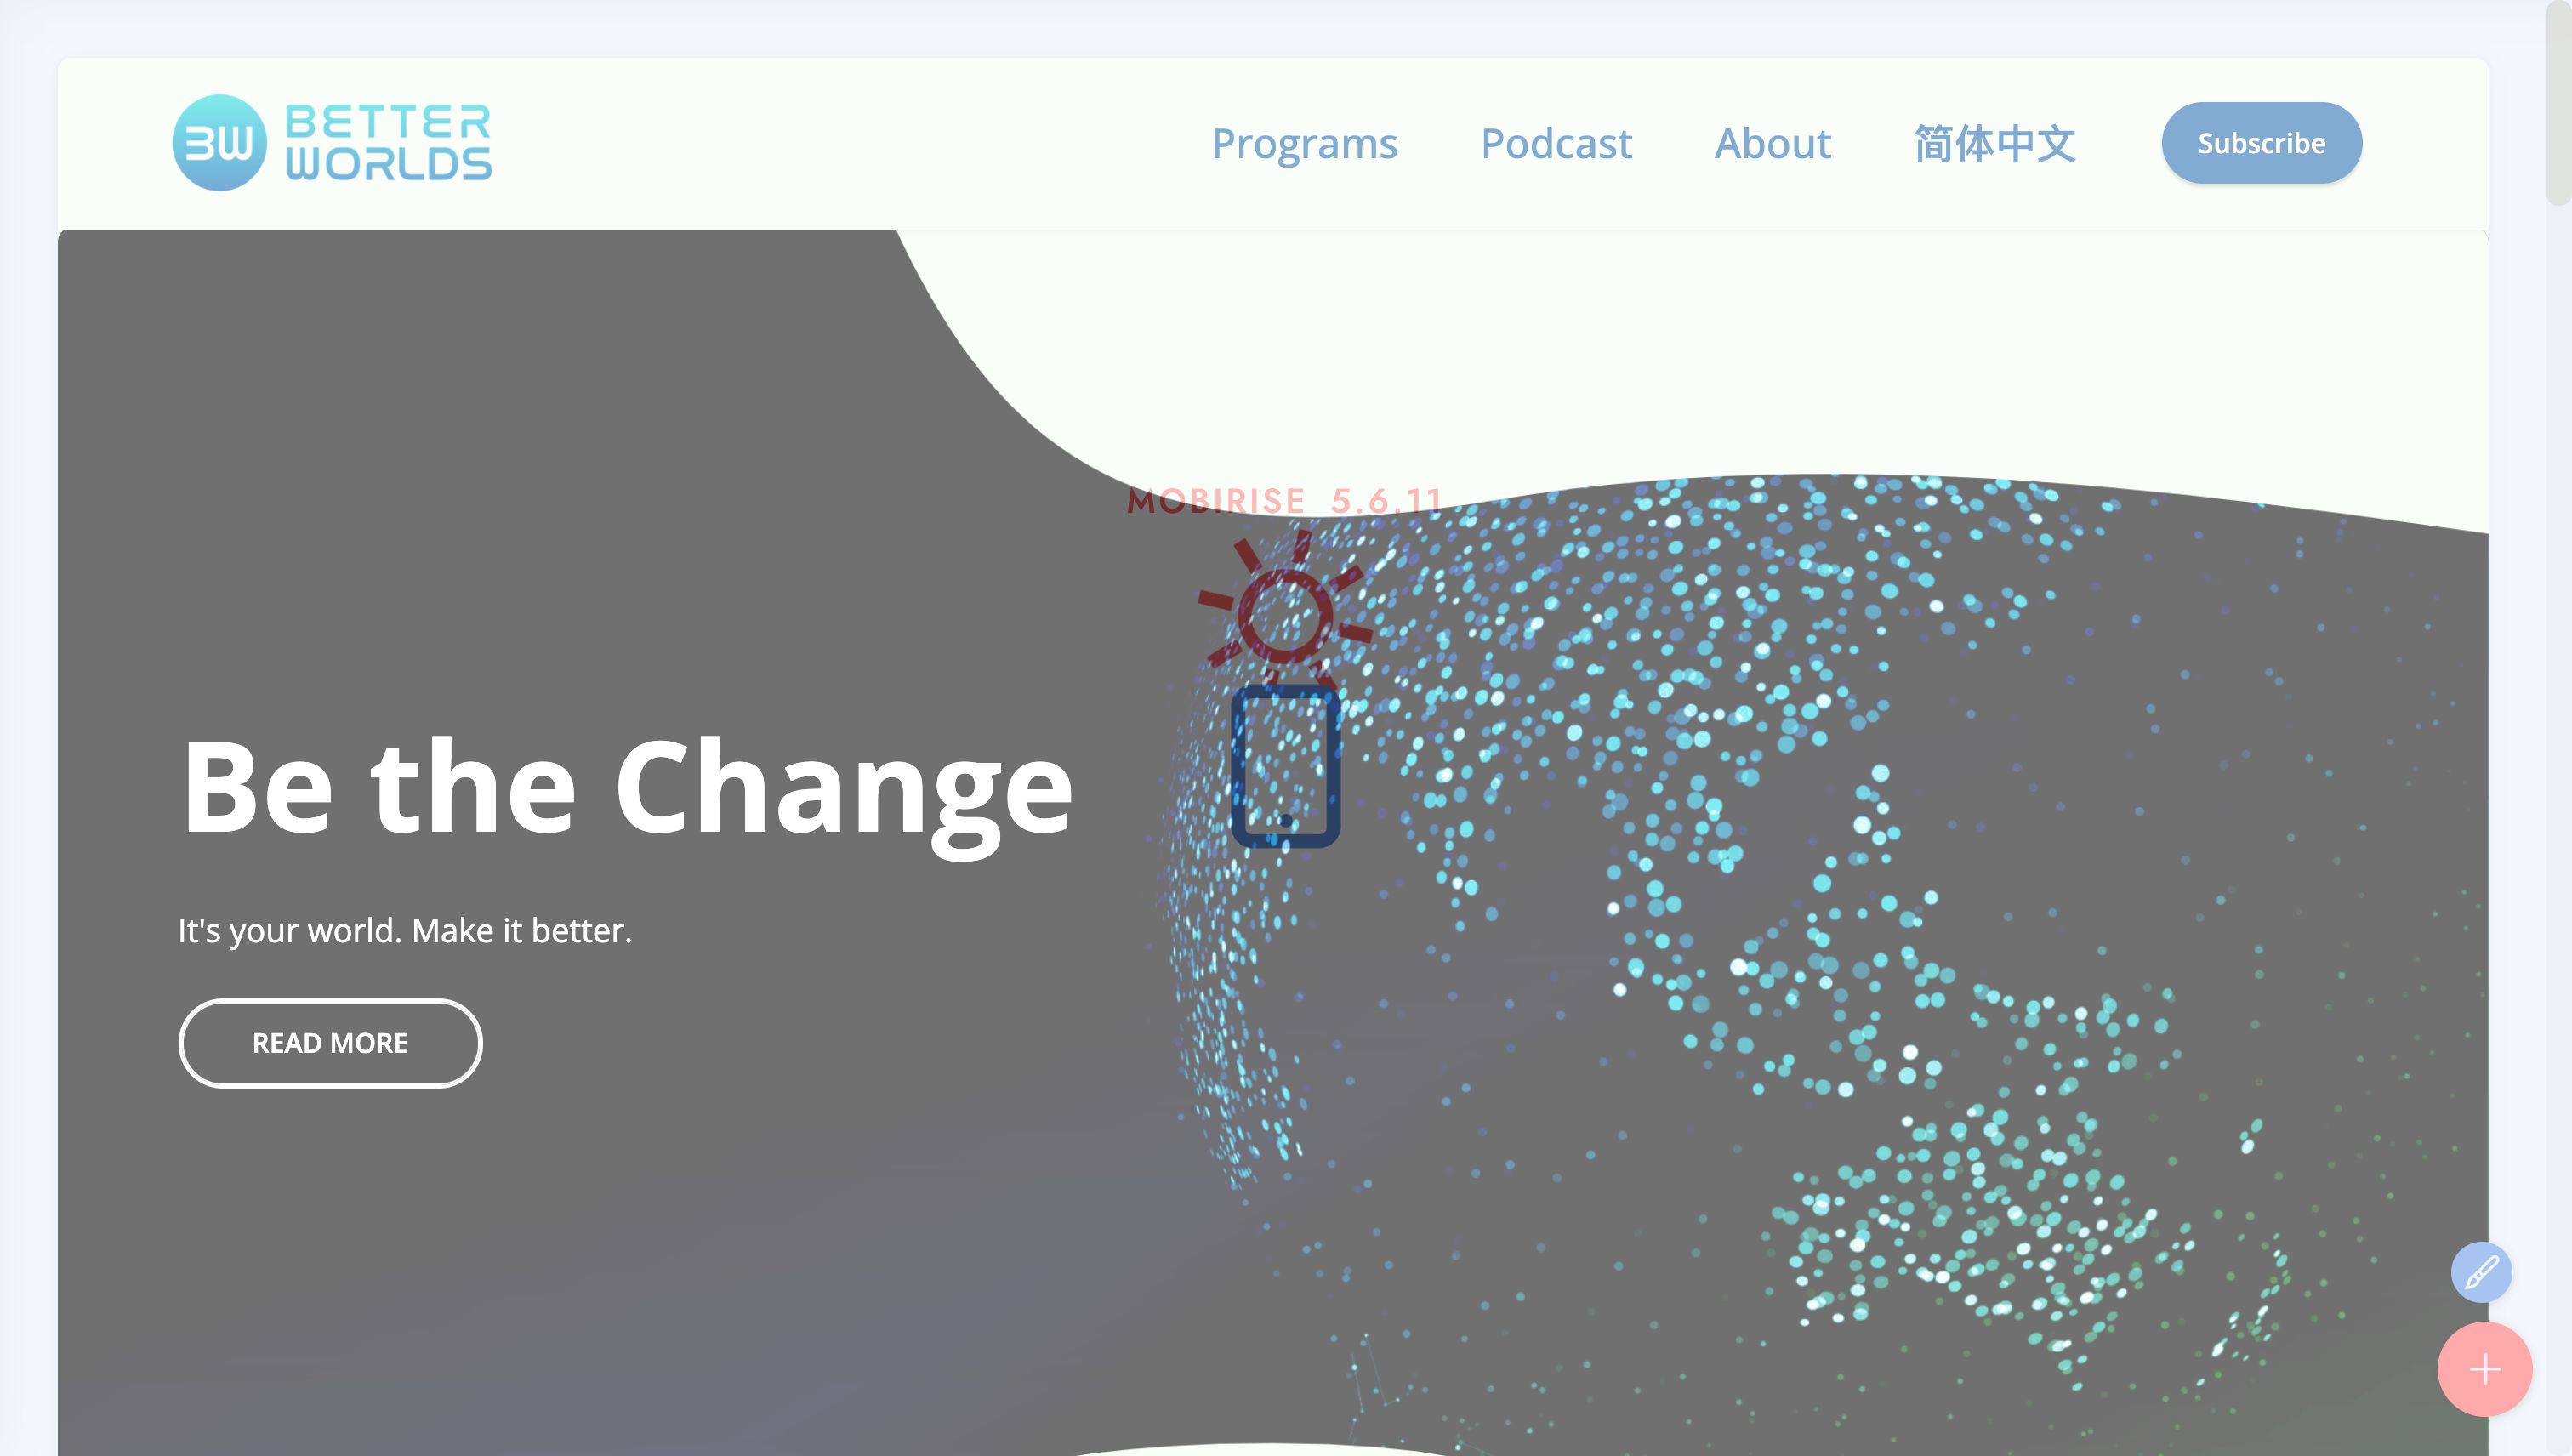 BW
BETTER
WORLDS
Programs
Podcast
About
简体中文
Subscribe
MOBIRISE 5.6.11
Be the Change
It's your world. Make it better.
READ MORE